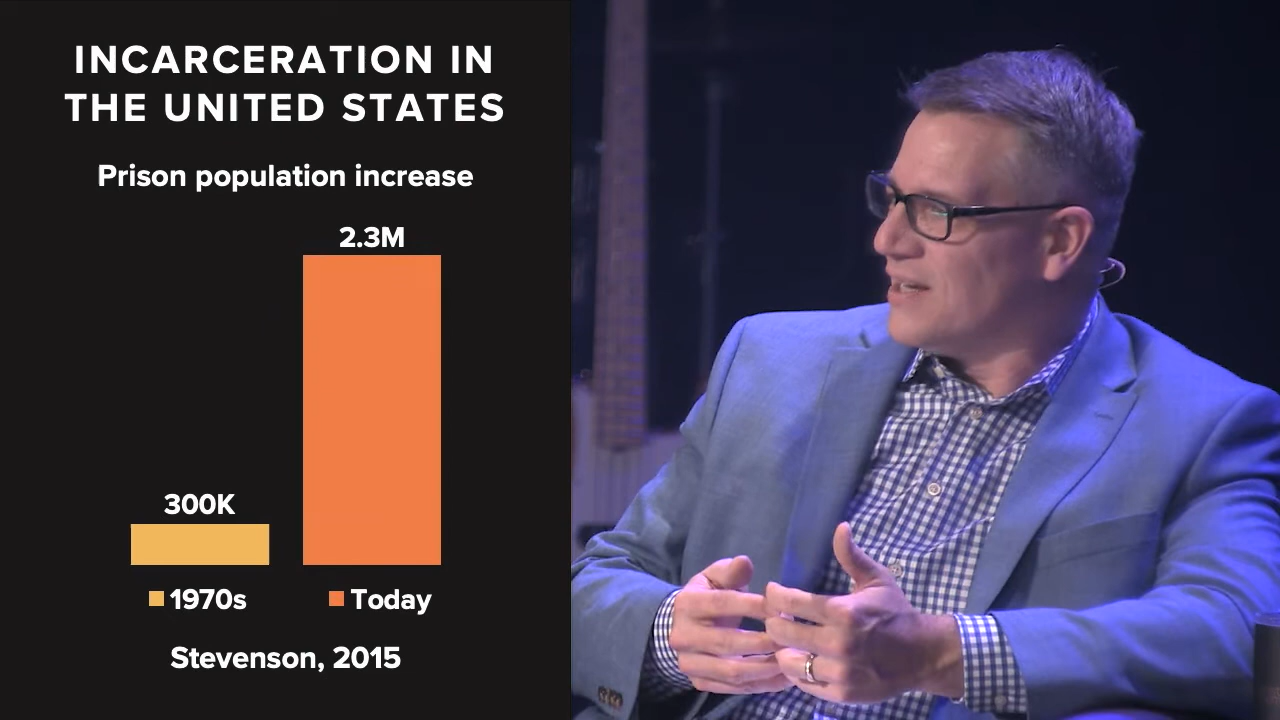 INCARCERATION IN
THE UNITED STATES
Prison population increase
2.3M
300K
1970s
Today
Stevenson, 2015